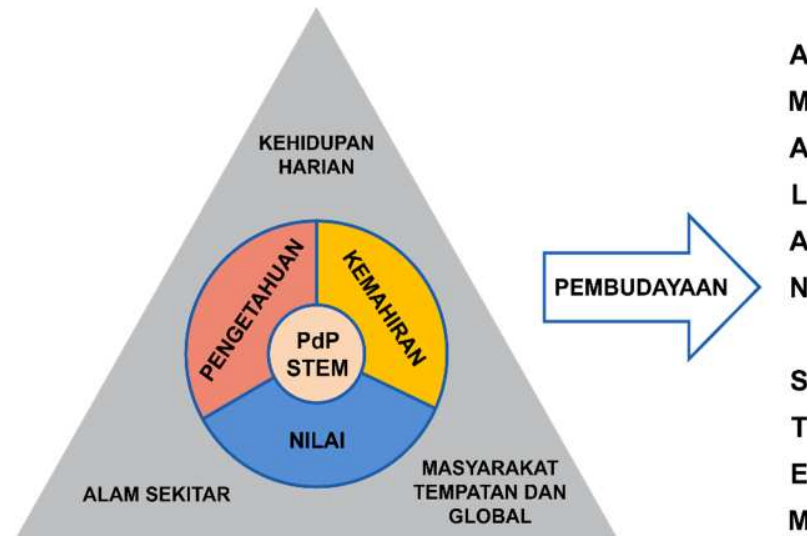 KEHIDUPAN
HARIAN
PENGETAHUAN
KEMAHIRAN
PdP
STEM
NILAI
ALAM SEKITAR
MASYARAKAT
TEMPATAN DAN
GLOBAL
PEMBUDAYAAN
A
M
A
L
A
N
S
T
E
M